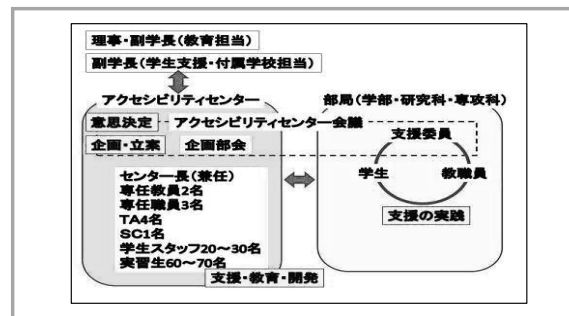 理事・副学長(教育担当)
副学長(学生支援・付属学校担当)
アクセシビリティセンター
意思決定 アクセシビリティセンター会議
企画・立案 企画部会
センター長(兼任)
専任教員2名
専任職員3名
TA4名
SC1名
学生スタッフ20~30名
実習生60~70名
支援・教育・開発
部局(学部・研究科・専攻科)
支援委員
学生 教職員
支援の実践